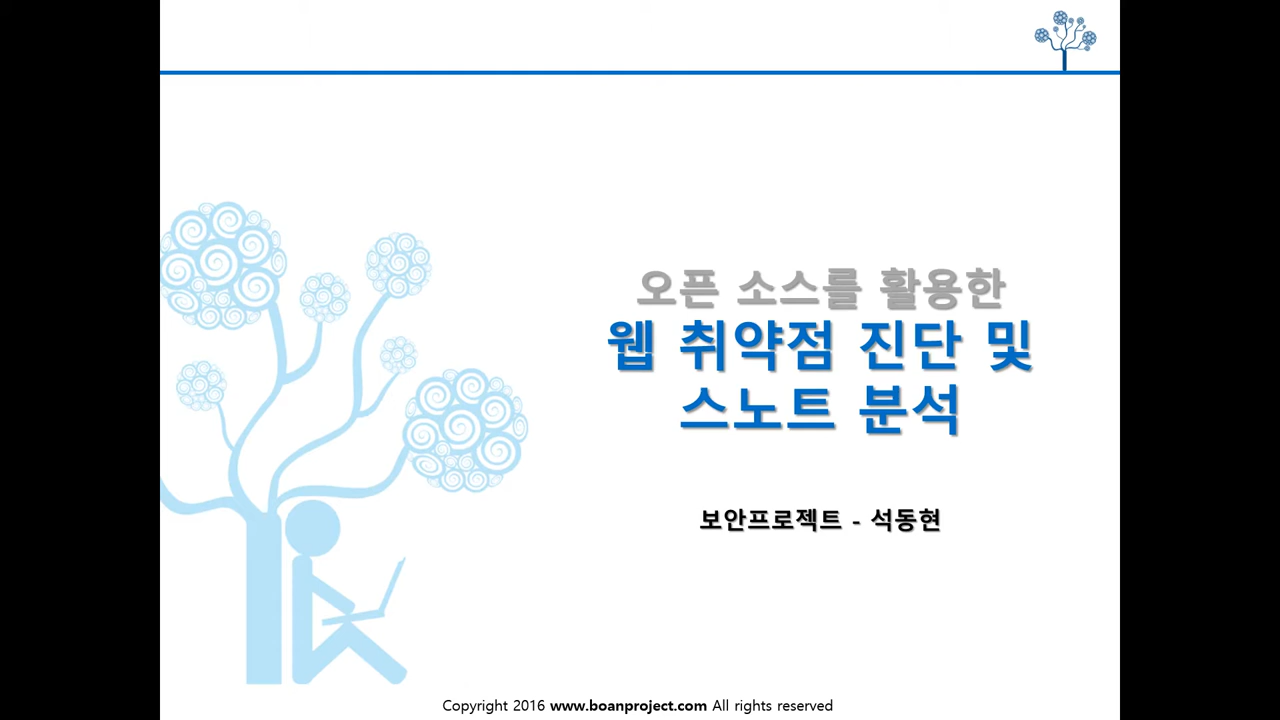 오픈 소스를 활용한
웹 취약점 진단 및
스노트 분석
보안프로젝트 - 석동현
Copyright 2016 www.boanproject.com All rights reserved